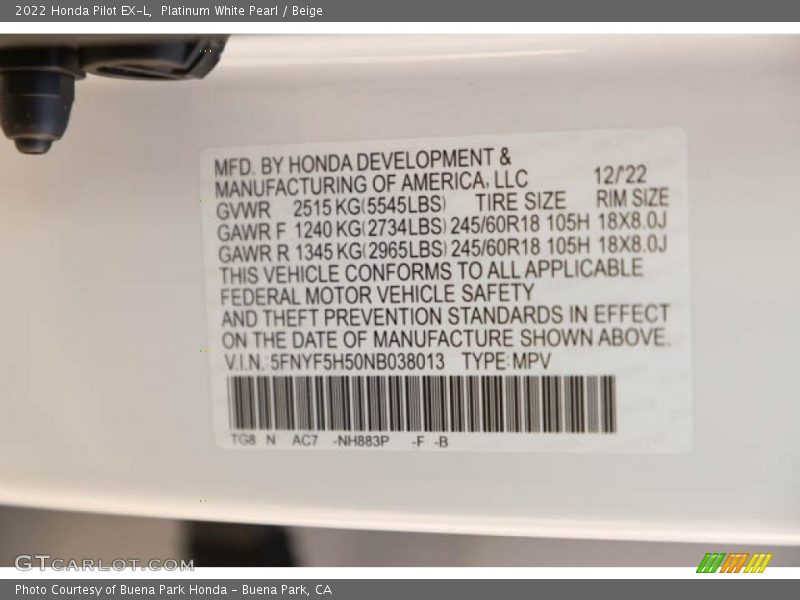 2022 Honda Pilot EX-L, Platinum White Pearl / Beige
MFD. BY HONDA DEVELOPMENT &
MANUFACTURING OF AMERICA, LLC 12/'22
GVWR 2515 KG(5545LBS) TIRE SIZE RIM SIZE
GAWR F 1240 KG(2734LBS) 245/60R18 105H 18X8.0J
GAWR R 1345 KG(2965LBS) 245/60R18 105H 18X8.0J
THIS VEHICLE CONFORMS TO ALL APPLICABLE
FEDERAL MOTOR VEHICLE SAFETY
AND THEFT PREVENTION STANDARDS IN EFFECT
ON THE DATE OF MANUFACTURE SHOWN ABOVE.
V.I.N.: 5FNYF5H50NB038013 TYPE: MPV
TG8 N AC7 -NH883P -F -B
GTCARLOT.COM
Photo Courtesy of Buena Park Honda - Buena Park, CA